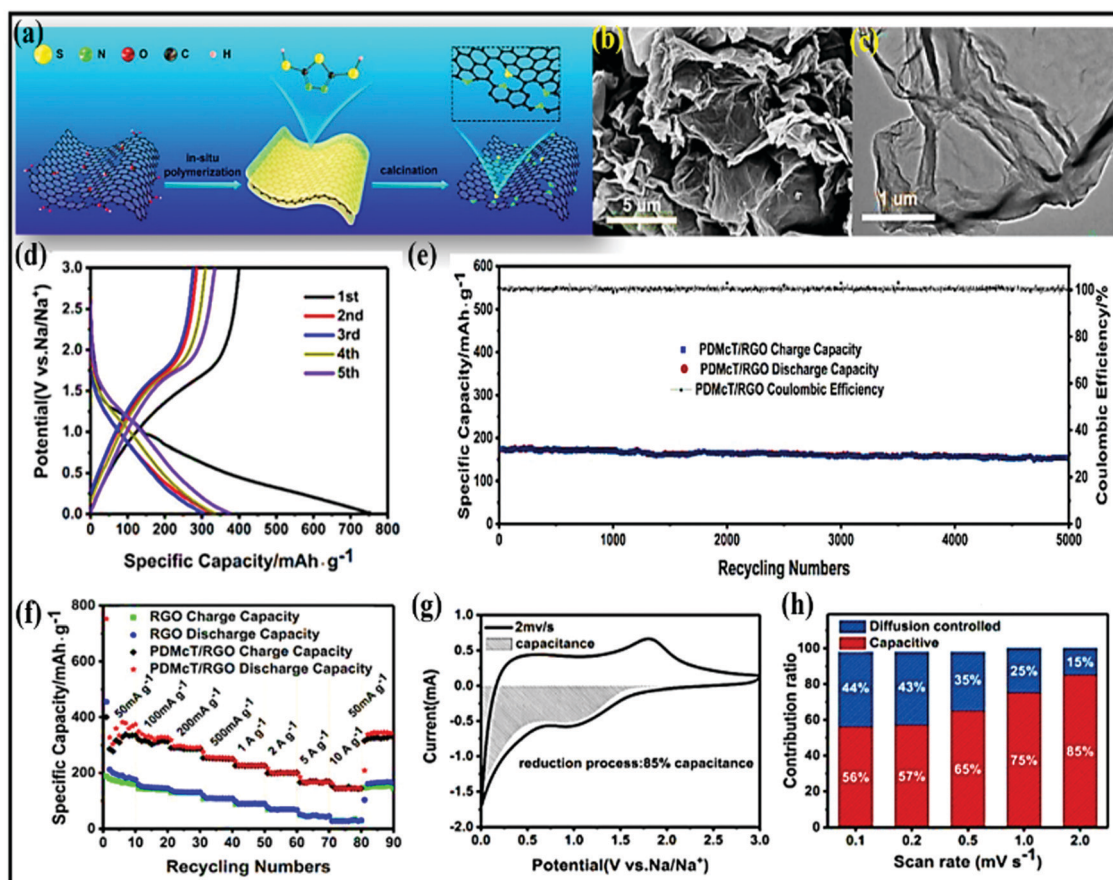 (a)
S N O C H
in-situ
polymerization
calcination
(b)
5 um
(c)
1 um
(d)
Potential(V vs.Na/Na⁺)
3.0
2.5
2.0
1.5
1.0
0.5
0.0
1st
2nd
3rd
4th
5th
0 100 200 300 400 500 600 700 800
Specific Capacity/mAh·g⁻¹
(e)
Specific Capacity/mAh·g⁻¹
600
550
500
450
400
350
300
250
200
150
100
50
0
PDMcT/RGO Charge Capacity
PDMcT/RGO Discharge Capacity
PDMcT/RGO Coulombic Efficiency
100
80
60
40
20
0
Coulombic Efficiency/%
0 1000 2000 3000 4000 5000
Recycling Numbers
(f)
Specific Capacity/mAh·g⁻¹
800
600
400
200
0
RGO Charge Capacity
RGO Discharge Capacity
PDMcT/RGO Charge Capacity
PDMcT/RGO Discharge Capacity
50mA g⁻¹
100mA g⁻¹
200mA g⁻¹
500mA g⁻¹
1 A g⁻¹
2 A g⁻¹
5 A g⁻¹
10 A g⁻¹
50mA g⁻¹
0 10 20 30 40 50 60 70 80 90
Recycling Numbers
(g)
Current(mA)
1.0
0.5
0.0
-0.5
-1.0
-1.5
-2.0
2mv/s
capacitance
reduction process:85% capacitance
0.0 0.5 1.0 1.5 2.0 2.5 3.0
Potential(V vs.Na/Na⁺)
(h)
Contribution ratio
Diffusion controlled
Capacitive
100
80
60
40
20
0
44% 43% 35% 25% 15%
56% 57% 65% 75% 85%
0.1 0.2 0.5 1.0 2.0
Scan rate (mV s⁻¹)